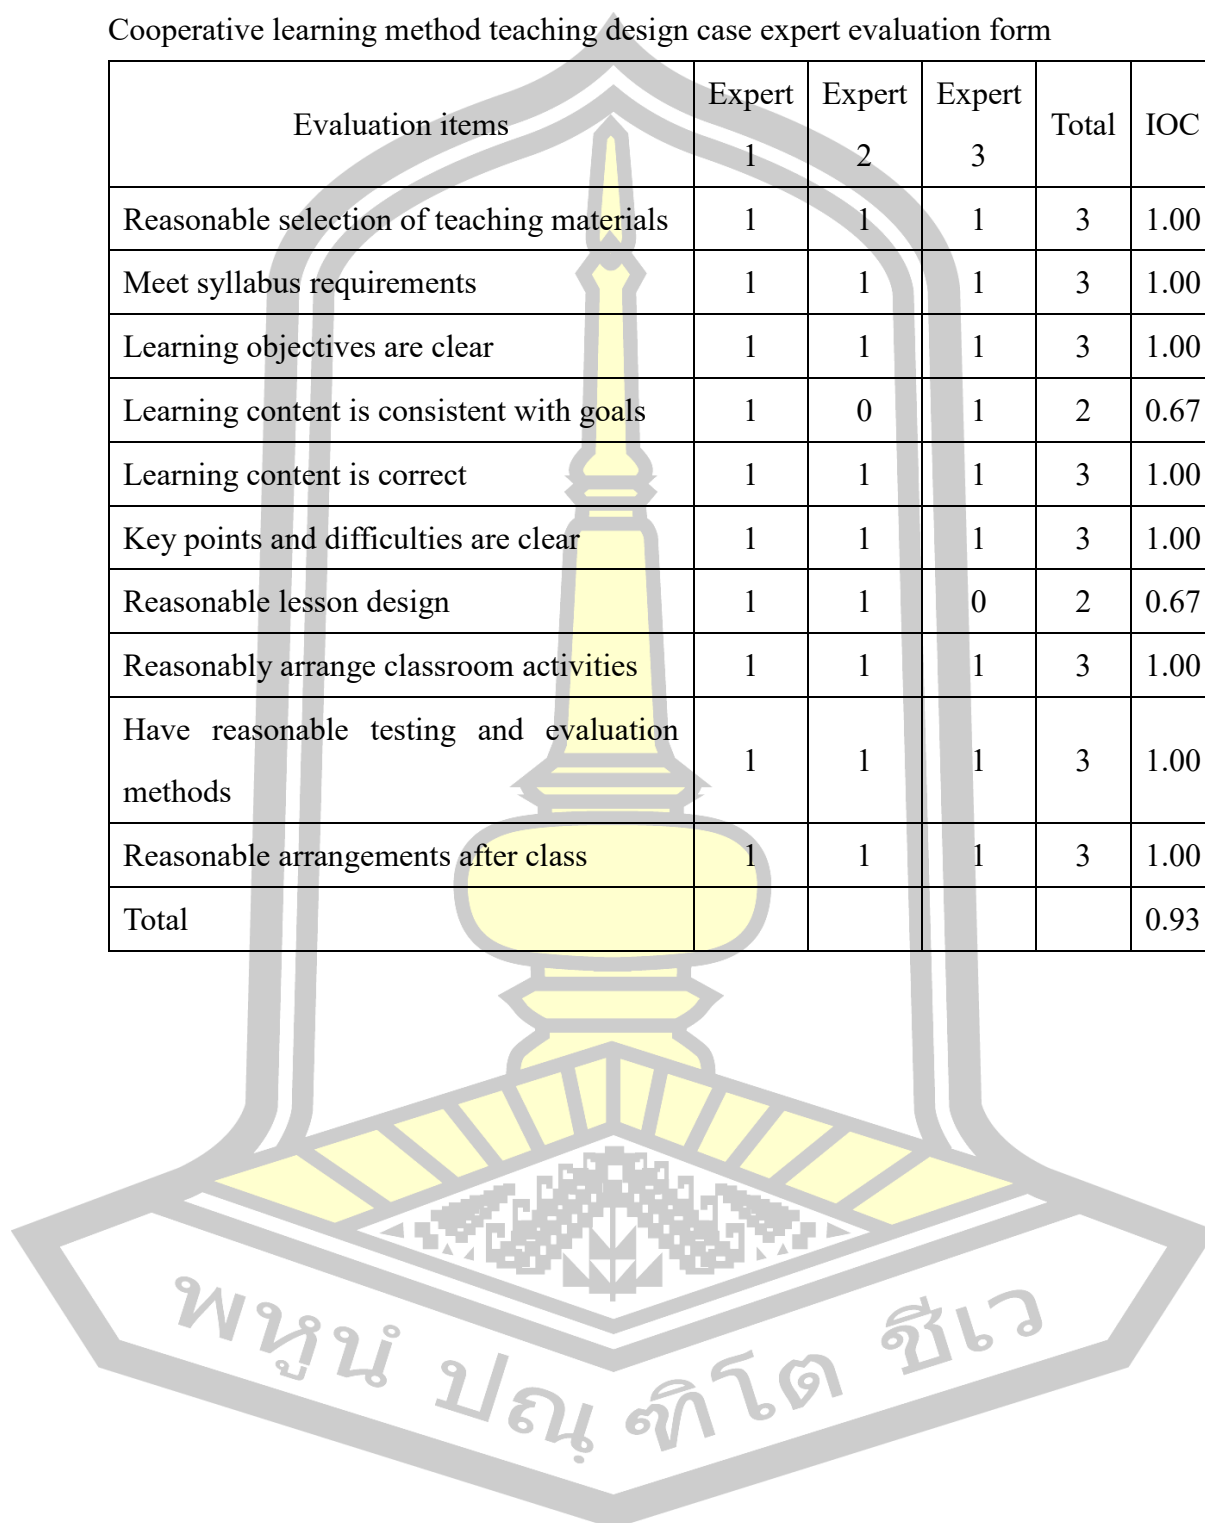 Cooperative learning method teaching design case expert evaluation form
Evaluation items Expert 1 Expert 2 Expert 3 Total IOC
Reasonable selection of teaching materials 1 1 1 3 1.00
Meet syllabus requirements 1 1 1 3 1.00
Learning objectives are clear 1 1 1 3 1.00
Learning content is consistent with goals 1 0 1 2 0.67
Learning content is correct 1 1 1 3 1.00
Key points and difficulties are clear 1 1 1 3 1.00
Reasonable lesson design 1 1 0 2 0.67
Reasonably arrange classroom activities 1 1 1 3 1.00
Have reasonable testing and evaluation
methods 1 1 1 3 1.00
Reasonable arrangements after class 1 1 1 3 1.00
Total 0.93
พหูนํ ปณฺฑิโต ชีเว